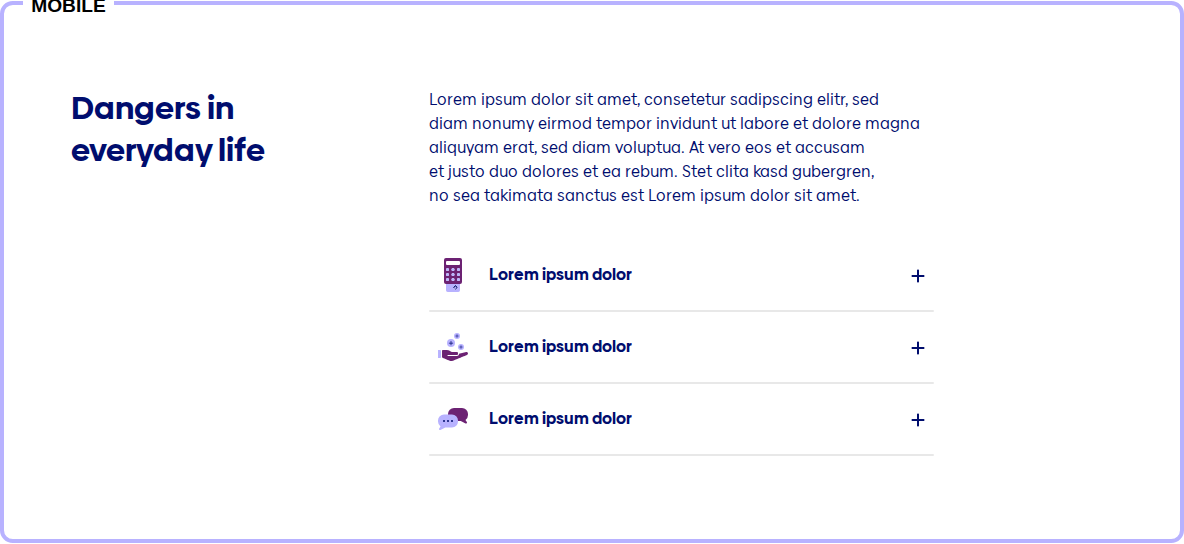 MOBILE
Dangers in
everyday life
Lorem ipsum dolor sit amet, consetetur sadipscing elitr, sed
diam nonumy eirmod tempor invidunt ut labore et dolore magna
aliquyam erat, sed diam voluptua. At vero eos et accusam
et justo duo dolores et ea rebum. Stet clita kasd gubergren,
no sea takimata sanctus est Lorem ipsum dolor sit amet.
Lorem ipsum dolor
Lorem ipsum dolor
Lorem ipsum dolor